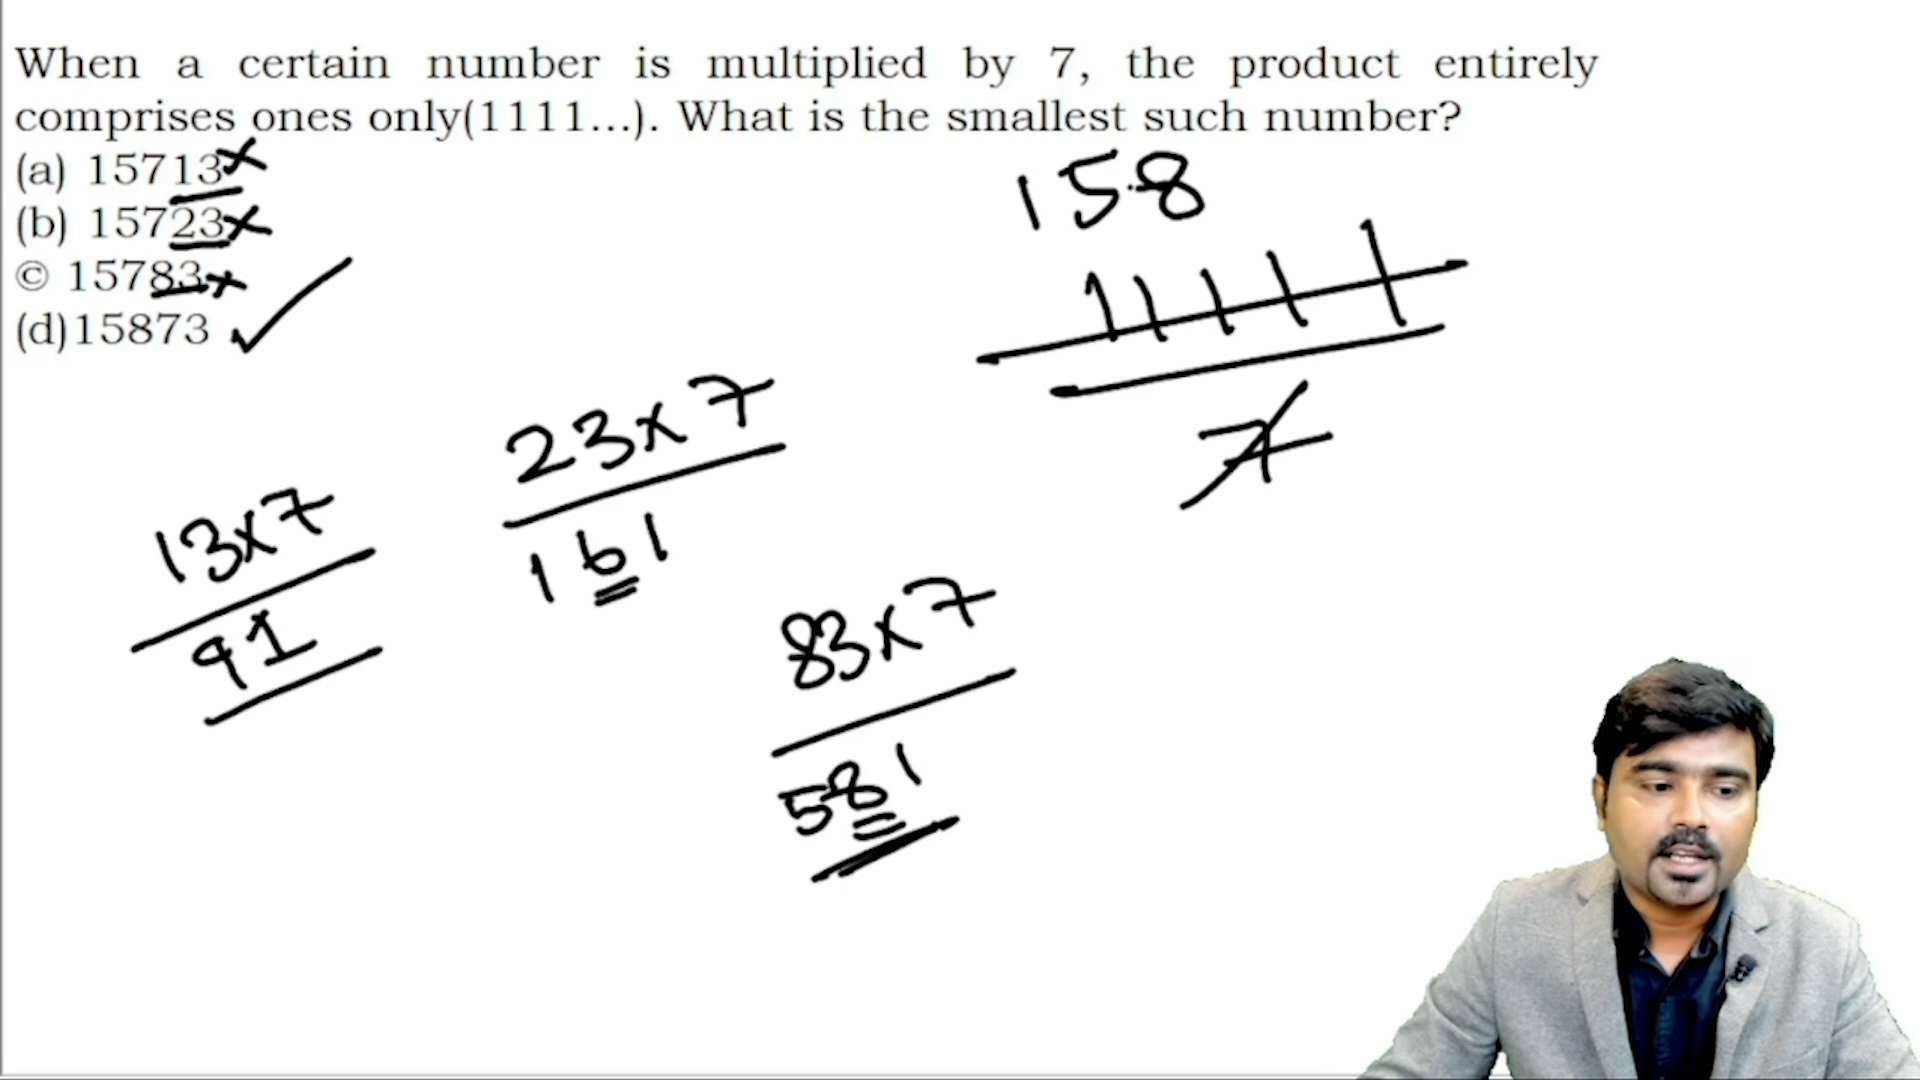 When a certain number is multiplied by 7, the product entirely
comprises ones only(1111...). What is the smallest such number?
(a) 15713 x
(b) 15723 x
© 15783 x
(d)15873 ✓
158
11111
7
23x7
161
13x7
91
83x7
581